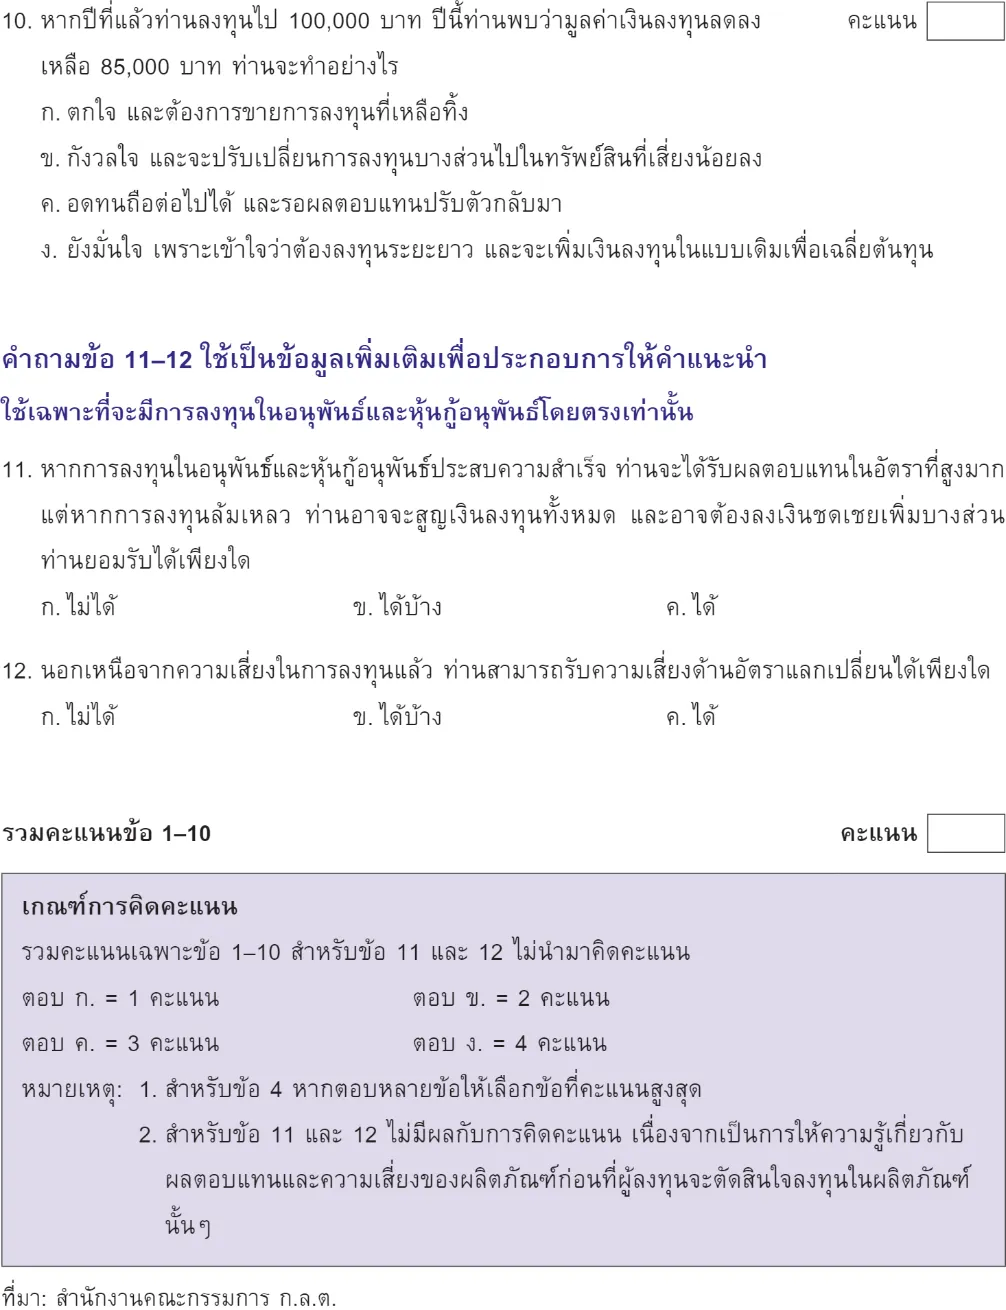 10. หากปีที่แล้วท่านลงทุนไป 100,000 บาท ปีนี้ท่านพบว่ามูลค่าเงินลงทุนลดลง คะแนน
เหลือ 85,000 บาท ท่านจะทำอย่างไร
ก. ตกใจ และต้องการขายการลงทุนที่เหลือทิ้ง
ข. กังวลใจ และจะปรับเปลี่ยนการลงทุนบางส่วนไปในทรัพย์สินที่เสี่ยงน้อยลง
ค. อดทนถือต่อไปได้ และรอผลตอบแทนปรับตัวกลับมา
ง. ยังมั่นใจ เพราะเข้าใจว่าต้องลงทุนระยะยาว และจะเพิ่มเงินลงทุนในแบบเดิมเพื่อเฉลี่ยต้นทุน
คำถามข้อ 11–12 ใช้เป็นข้อมูลเพิ่มเติมเพื่อประกอบการให้คำแนะนำ
ใช้เฉพาะที่จะมีการลงทุนในอนุพันธ์และหุ้นกู้อนุพันธ์โดยตรงเท่านั้น
11. หากการลงทุนในอนุพันธ์และหุ้นกู้อนุพันธ์ประสบความสำเร็จ ท่านจะได้รับผลตอบแทนในอัตราที่สูงมาก
แต่หากการลงทุนล้มเหลว ท่านอาจจะสูญเงินลงทุนทั้งหมด และอาจต้องลงเงินชดเชยเพิ่มบางส่วน
ท่านยอมรับได้เพียงใด
ก. ไม่ได้ ข. ได้บ้าง ค. ได้
12. นอกเหนือจากความเสี่ยงในการลงทุนแล้ว ท่านสามารถรับความเสี่ยงด้านอัตราแลกเปลี่ยนได้เพียงใด
ก. ไม่ได้ ข. ได้บ้าง ค. ได้
รวมคะแนนข้อ 1–10 คะแนน
เกณฑ์การคิดคะแนน
รวมคะแนนเฉพาะข้อ 1–10 สำหรับข้อ 11 และ 12 ไม่นำมาคิดคะแนน
ตอบ ก. = 1 คะแนน ตอบ ข. = 2 คะแนน
ตอบ ค. = 3 คะแนน ตอบ ง. = 4 คะแนน
หมายเหตุ: 1. สำหรับข้อ 4 หากตอบหลายข้อให้เลือกข้อที่คะแนนสูงสุด
2. สำหรับข้อ 11 และ 12 ไม่มีผลกับการคิดคะแนน เนื่องจากเป็นการให้ความรู้เกี่ยวกับ
ผลตอบแทนและความเสี่ยงของผลิตภัณฑ์ก่อนที่ผู้ลงทุนจะตัดสินใจลงทุนในผลิตภัณฑ์
นั้นๆ
ที่มา: สำนักงานคณะกรรมการ ก.ล.ต.